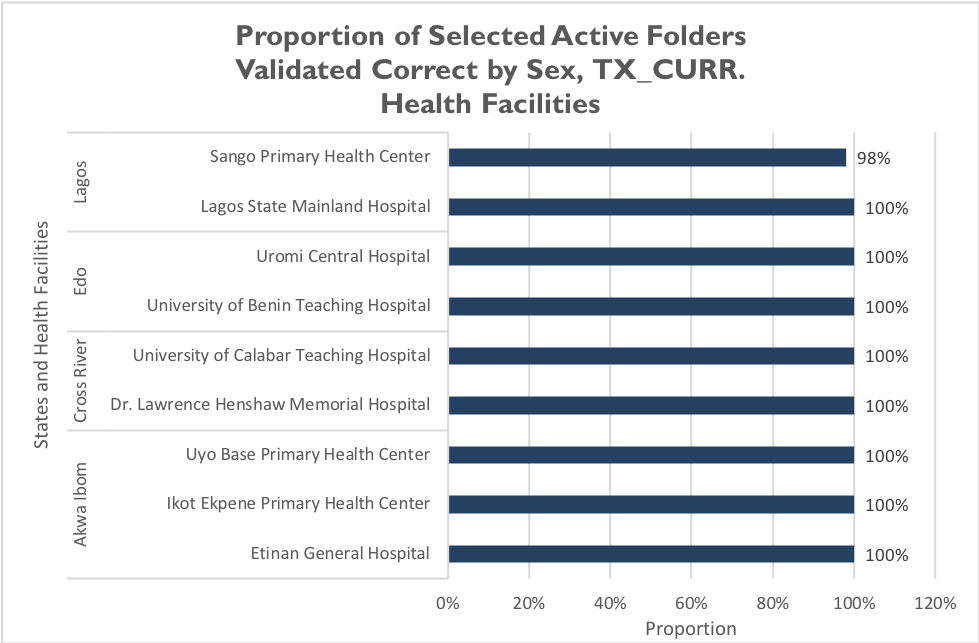 Proportion of Selected Active Folders
Validated Correct by Sex, TX_CURR.
Health Facilities
States and Health Facilities
Lagos
Sango Primary Health Center
98%
Lagos State Mainland Hospital
100%
Edo
Uromi Central Hospital
100%
University of Benin Teaching Hospital
100%
Cross River
University of Calabar Teaching Hospital
100%
Dr. Lawrence Henshaw Memorial Hospital
100%
Akwa Ibom
Uyo Base Primary Health Center
100%
Ikot Ekpene Primary Health Center
100%
Etinan General Hospital
100%
0% 20% 40% 60% 80% 100% 120%
Proportion